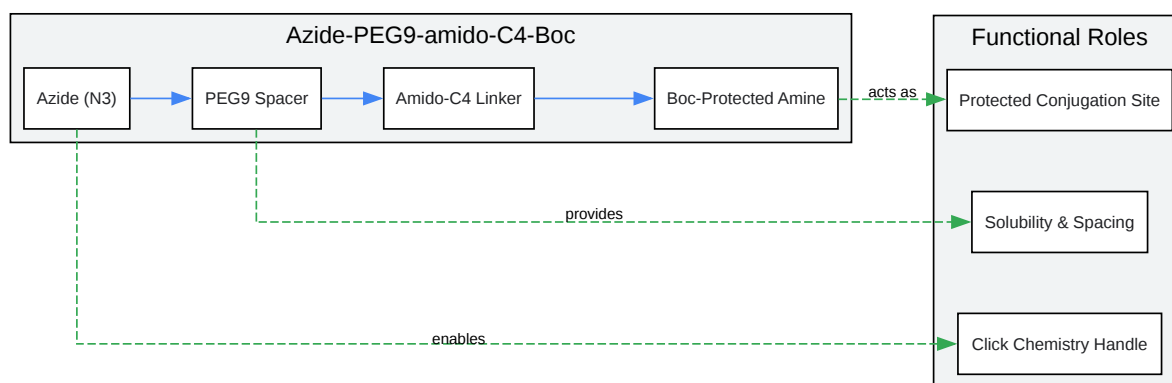 Azide-PEG9-amido-C4-Boc
Functional Roles
Azide (N3)
PEG9 Spacer
Amido-C4 Linker
Boc-Protected Amine
acts as
Protected Conjugation Site
provides
Solubility & Spacing
enables
Click Chemistry Handle